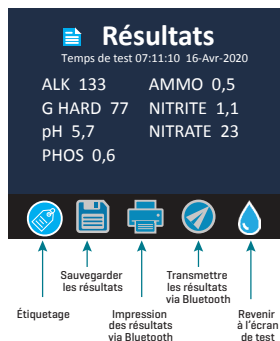 Résultats
Temps de test 07:11:10 16-Avr-2020
ALK 133 AMMO 0,5
G HARD 77 NITRITE 1,1
pH 5,7 NITRATE 23
PHOS 0,6
Sauvegarder
les résultats
Transmettre
les résultats
via Bluetooth
Étiquetage
Impression
des résultats
via Bluetooth
Revenir
à l'écran
de test